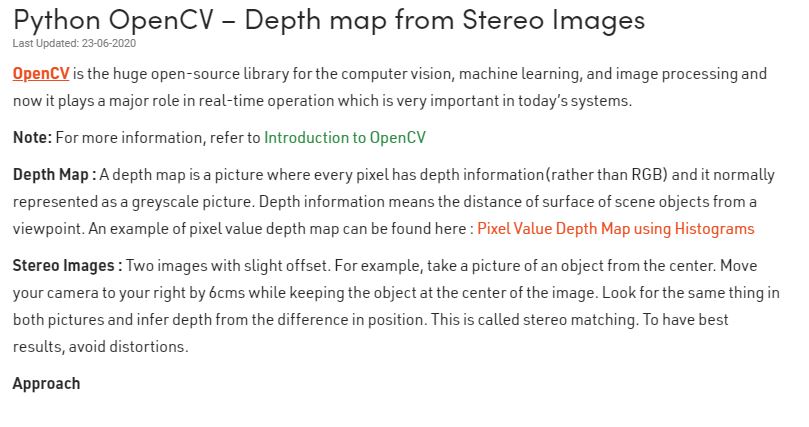 Python OpenCV – Depth map from Stereo Images
Last Updated: 23-06-2020
OpenCV is the huge open-source library for the computer vision, machine learning, and image processing and
now it plays a major role in real-time operation which is very important in today’s systems.
Note: For more information, refer to Introduction to OpenCV
Depth Map : A depth map is a picture where every pixel has depth information(rather than RGB) and it normally
represented as a greyscale picture. Depth information means the distance of surface of scene objects from a
viewpoint. An example of pixel value depth map can be found here : Pixel Value Depth Map using Histograms
Stereo Images : Two images with slight offset. For example, take a picture of an object from the center. Move
your camera to your right by 6cms while keeping the object at the center of the image. Look for the same thing in
both pictures and infer depth from the difference in position. This is called stereo matching. To have best
results, avoid distortions.
Approach